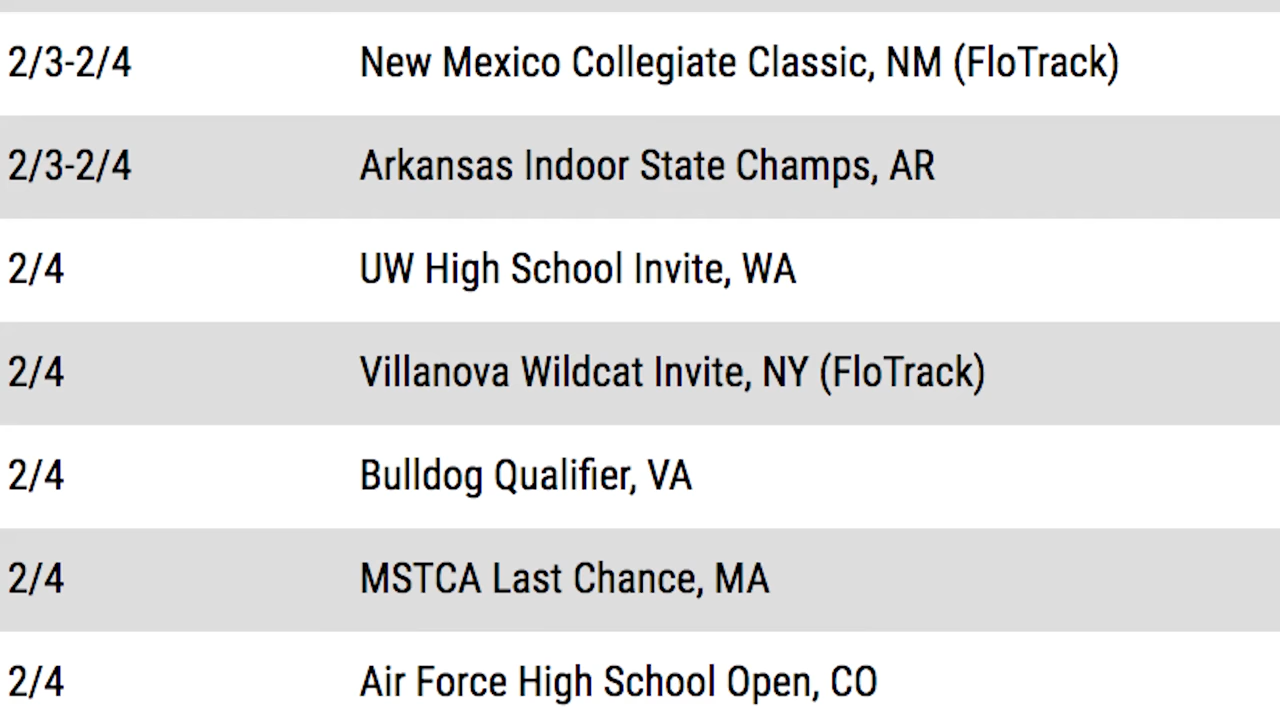 2/3-2/4 New Mexico Collegiate Classic, NM (FloTrack)
2/3-2/4 Arkansas Indoor State Champs, AR
2/4 UW High School Invite, WA
2/4 Villanova Wildcat Invite, NY (FloTrack)
2/4 Bulldog Qualifier, VA
2/4 MSTCA Last Chance, MA
2/4 Air Force High School Open, CO